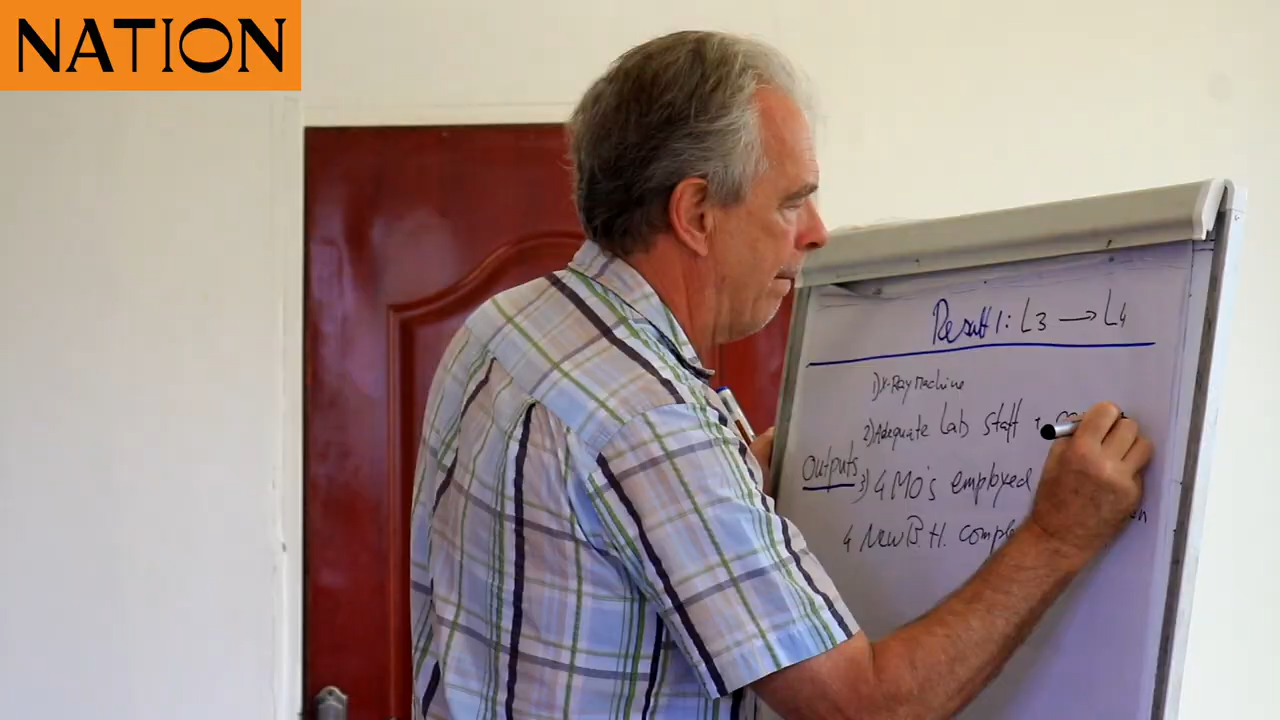 NATION
Result 1: L3 → L4
1) X-Ray machine
2) Adequate Lab staff +
Outputs
3) 4 MO's employed
4 New B.H.